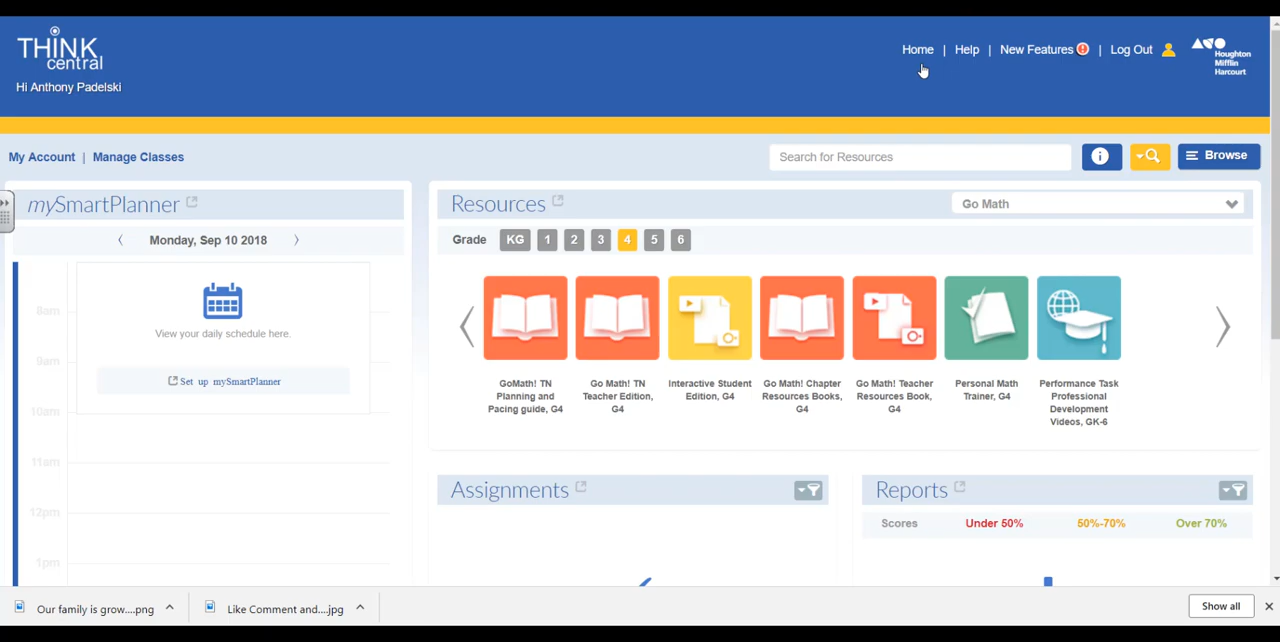 THINK
central
Hi Anthony Padelski
Home | Help | New Features | Log Out
Houghton
Mifflin
Harcourt
My Account | Manage Classes
Search for Resources
Browse
mySmartPlanner
Monday, Sep 10 2018
8am
View your daily schedule here.
9am
Set up mySmartPlanner
10am
11am
12pm
1pm
Resources
Go Math
Grade KG 1 2 3 4 5 6
GoMath! TN
Planning and
Pacing guide, G4
Go Math! TN
Teacher Edition,
G4
Interactive Student
Edition, G4
Go Math! Chapter
Resources Books,
G4
Go Math! Teacher
Resources Book,
G4
Personal Math
Trainer, G4
Performance Task
Professional
Development
Videos, GK-6
Assignments
Reports
Scores Under 50% 50%-70% Over 70%
Our family is grow....png
Like Comment and....jpg
Show all